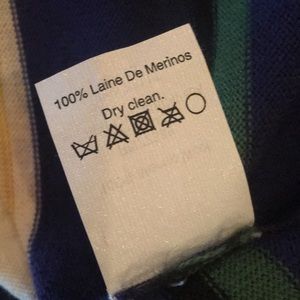 100% Laine De Merinos
Dry clean.